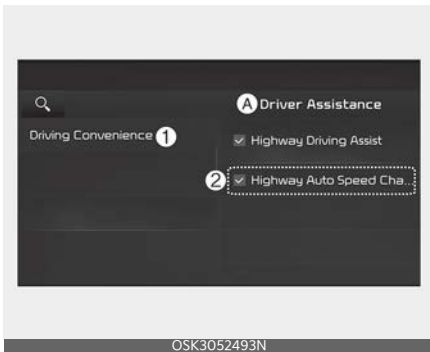 A Driver Assistance
Driving Convenience 1
Highway Driving Assist
2 Highway Auto Speed Cha...
OSK3052493N